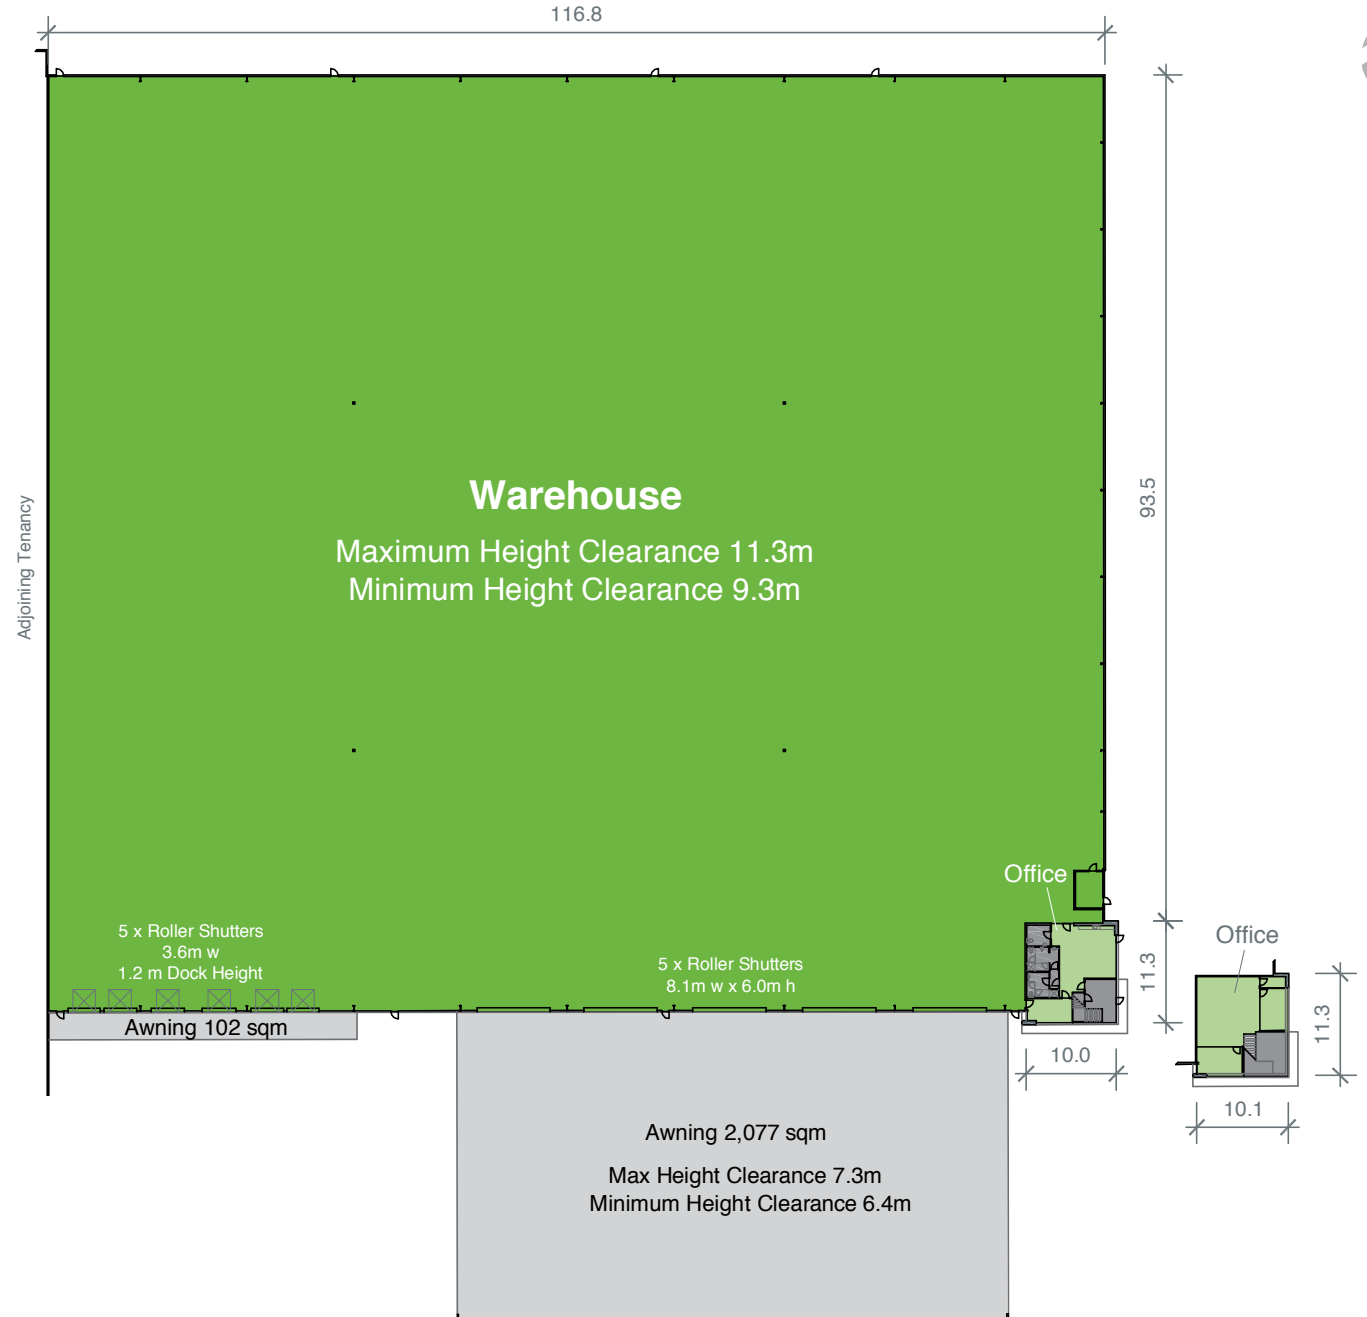 116.8
93.5
Adjoining Tenancy
Warehouse
Maximum Height Clearance 11.3m
Minimum Height Clearance 9.3m
Office
5 x Roller Shutters
3.6m w
1.2 m Dock Height
5 x Roller Shutters
8.1m w x 6.0m h
11.3
Office
11.3
Awning 102 sqm
10.0
10.1
Awning 2,077 sqm
Max Height Clearance 7.3m
Minimum Height Clearance 6.4m